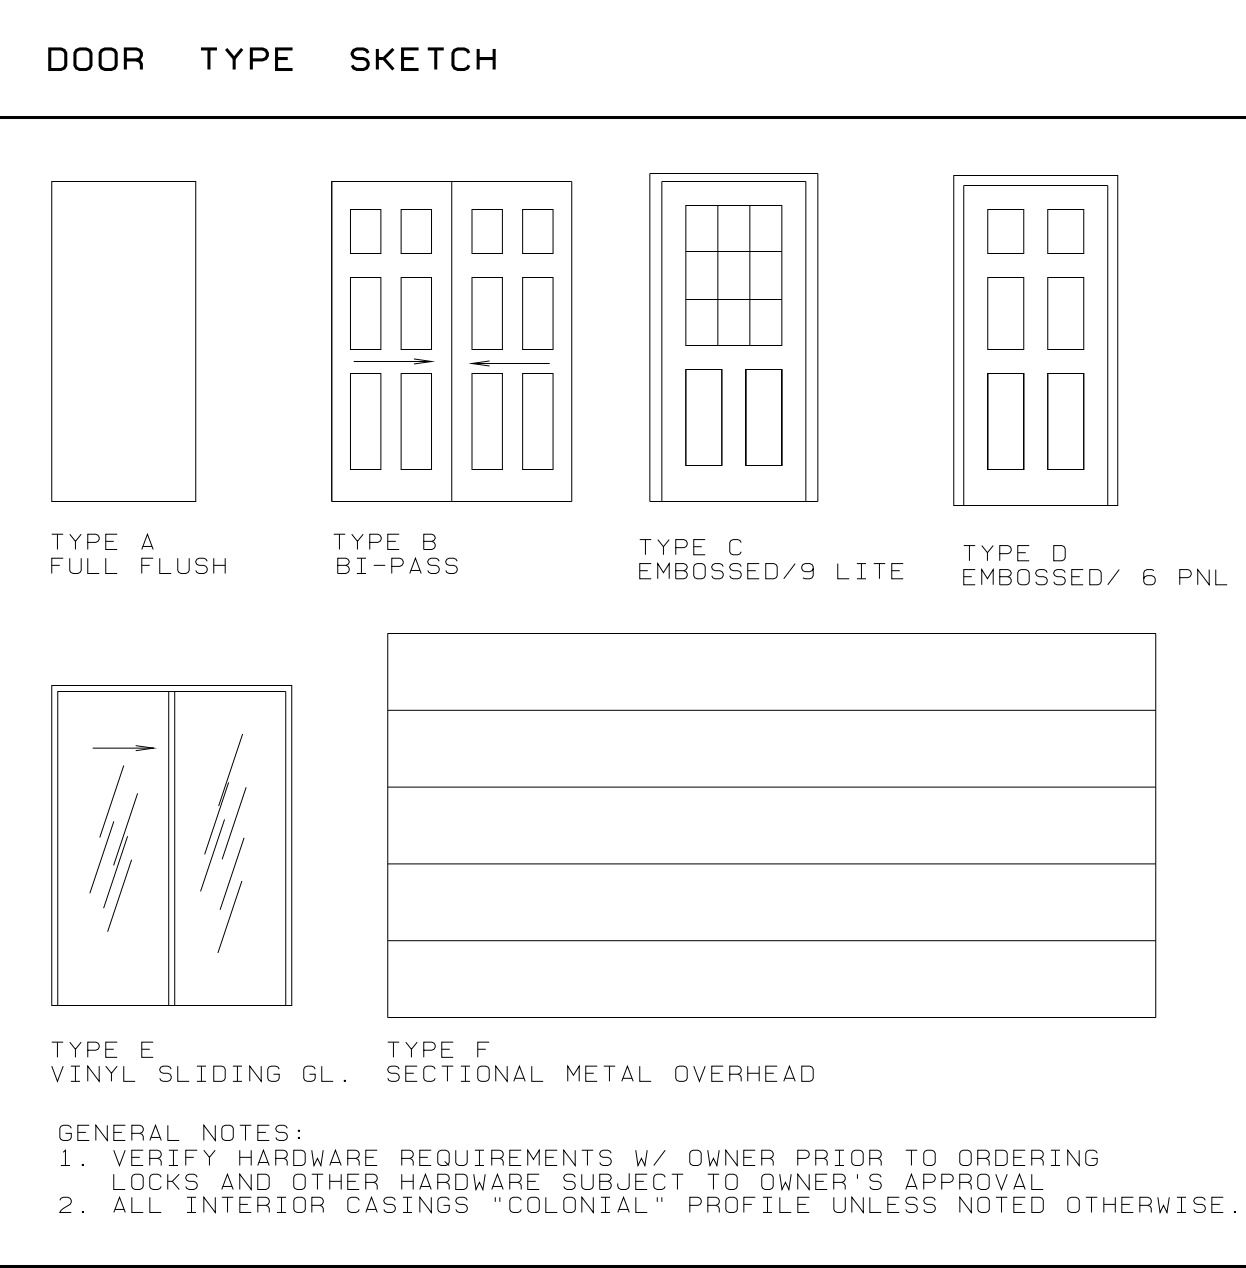 DOOR TYPE SKETCH
TYPE A
FULL FLUSH
TYPE B
BI-PASS
TYPE C
EMBOSSED/9 LITE
TYPE D
EMBOSSED/ 6 PNL
TYPE E
VINYL SLIDING GL.
TYPE F
SECTIONAL METAL OVERHEAD
GENERAL NOTES:
1. VERIFY HARDWARE REQUIREMENTS W/ OWNER PRIOR TO ORDERING
LOCKS AND OTHER HARDWARE SUBJECT TO OWNER'S APPROVAL
2. ALL INTERIOR CASINGS "COLONIAL" PROFILE UNLESS NOTED OTHERWISE.